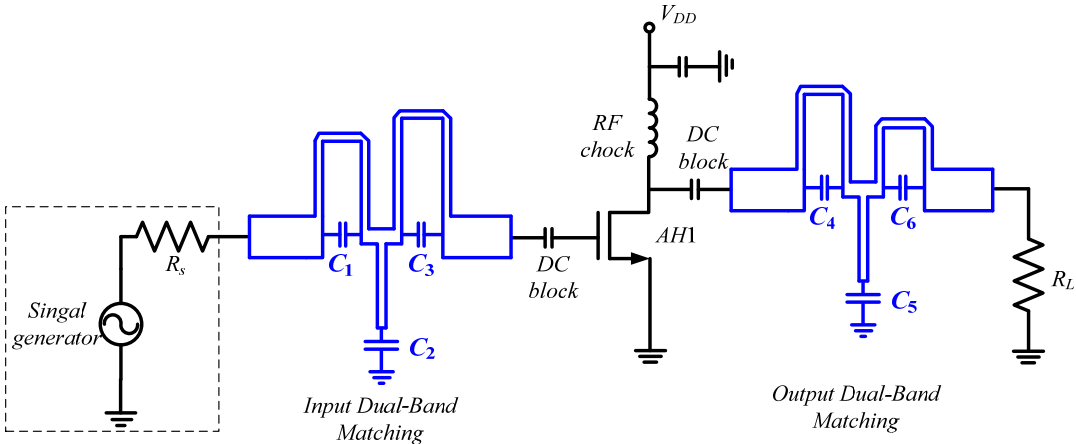 V_DD
RF
chock
DC
block
C4
C6
C1
C3
AH1
Rs
DC
block
RL
C5
Singal
generator
C2
Input Dual-Band
Matching
Output Dual-Band
Matching